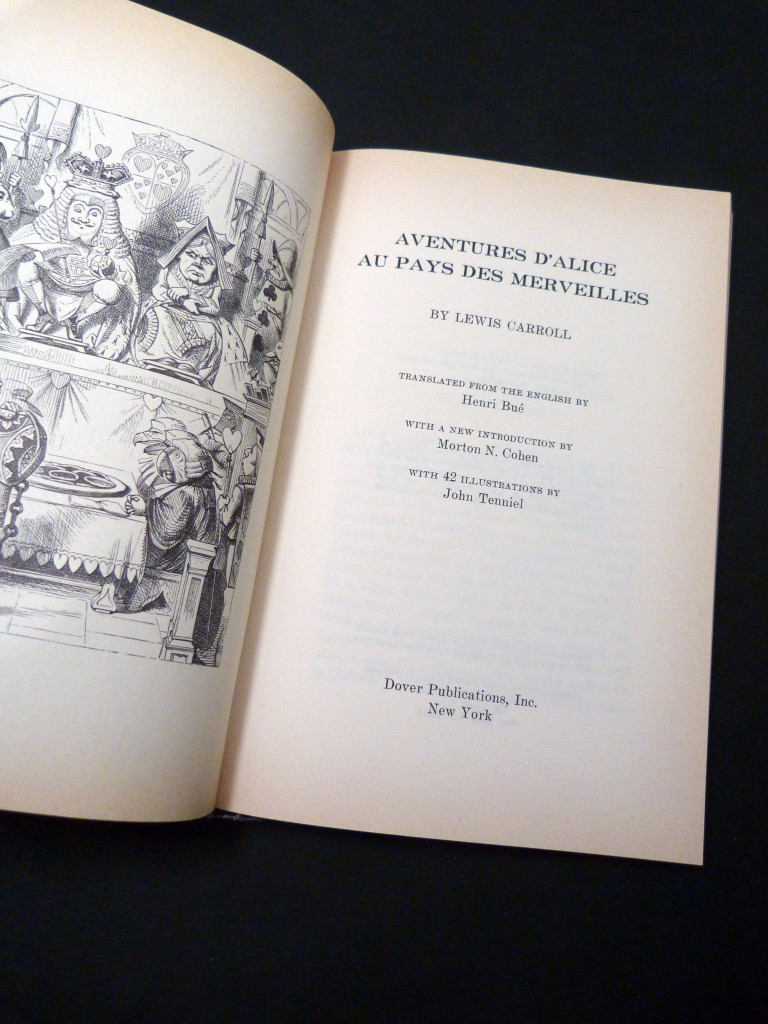 AVENTURES D'ALICE
AU PAYS DES MERVEILLES
BY LEWIS CARROLL
TRANSLATED FROM THE ENGLISH BY
Henri Bué
WITH A NEW INTRODUCTION BY
Morton N. Cohen
WITH 42 ILLUSTRATIONS BY
John Tenniel
Dover Publications, Inc.
New York